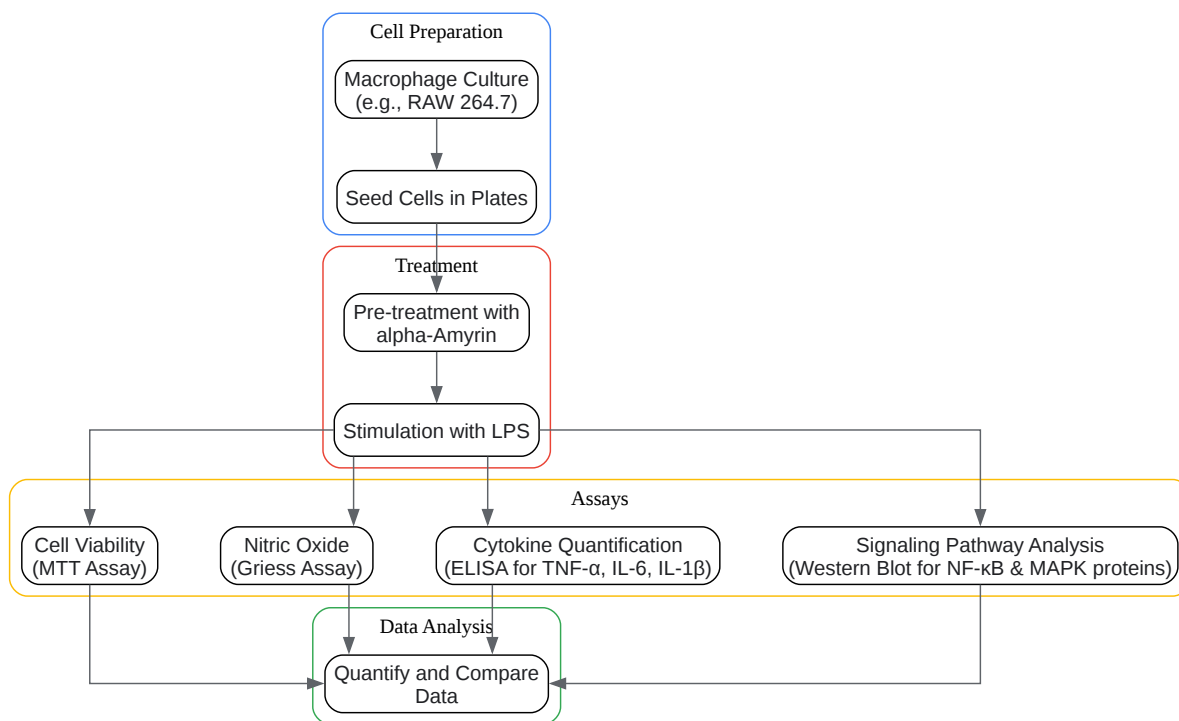 Cell Preparation
Macrophage Culture
(e.g., RAW 264.7)
Seed Cells in Plates
Treatment
Pre-treatment with
alpha-Amyrin
Stimulation with LPS
Assays
Cell Viability
(MTT Assay)
Nitric Oxide
(Griess Assay)
Cytokine Quantification
(ELISA for TNF-α, IL-6, IL-1β)
Signaling Pathway Analysis
(Western Blot for NF-κB & MAPK proteins)
Data Analysis
Quantify and Compare
Data